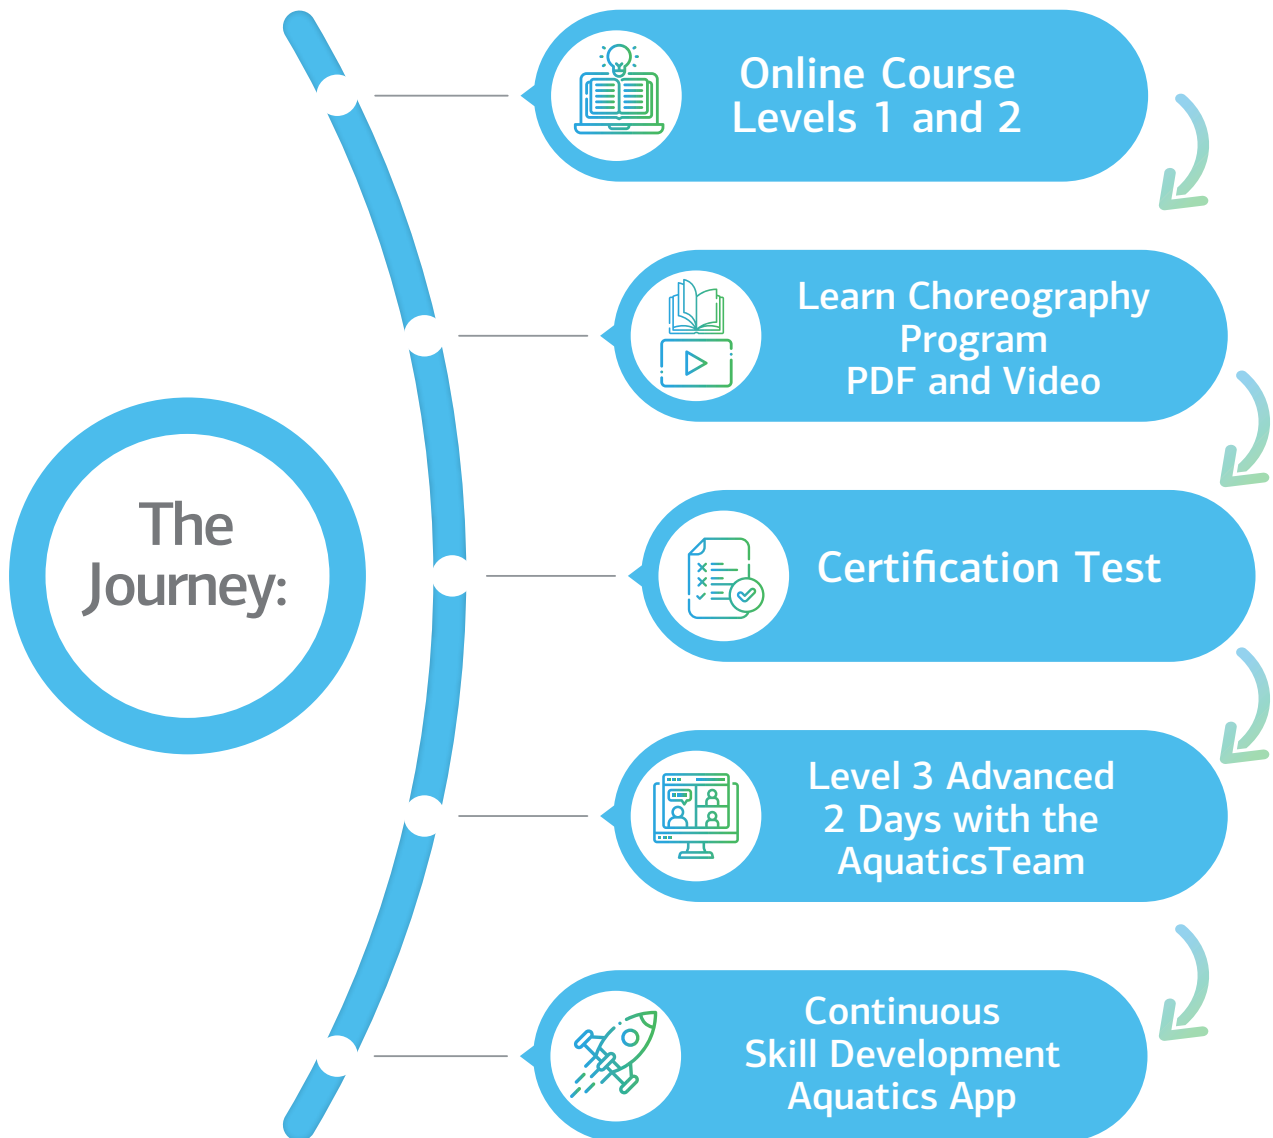 Online Course
Levels 1 and 2
Learn Choreography
Program
PDF and Video
The
Journey:
Certification Test
Level 3 Advanced
2 Days with the
AquaticsTeam
Continuous
Skill Development
Aquatics App